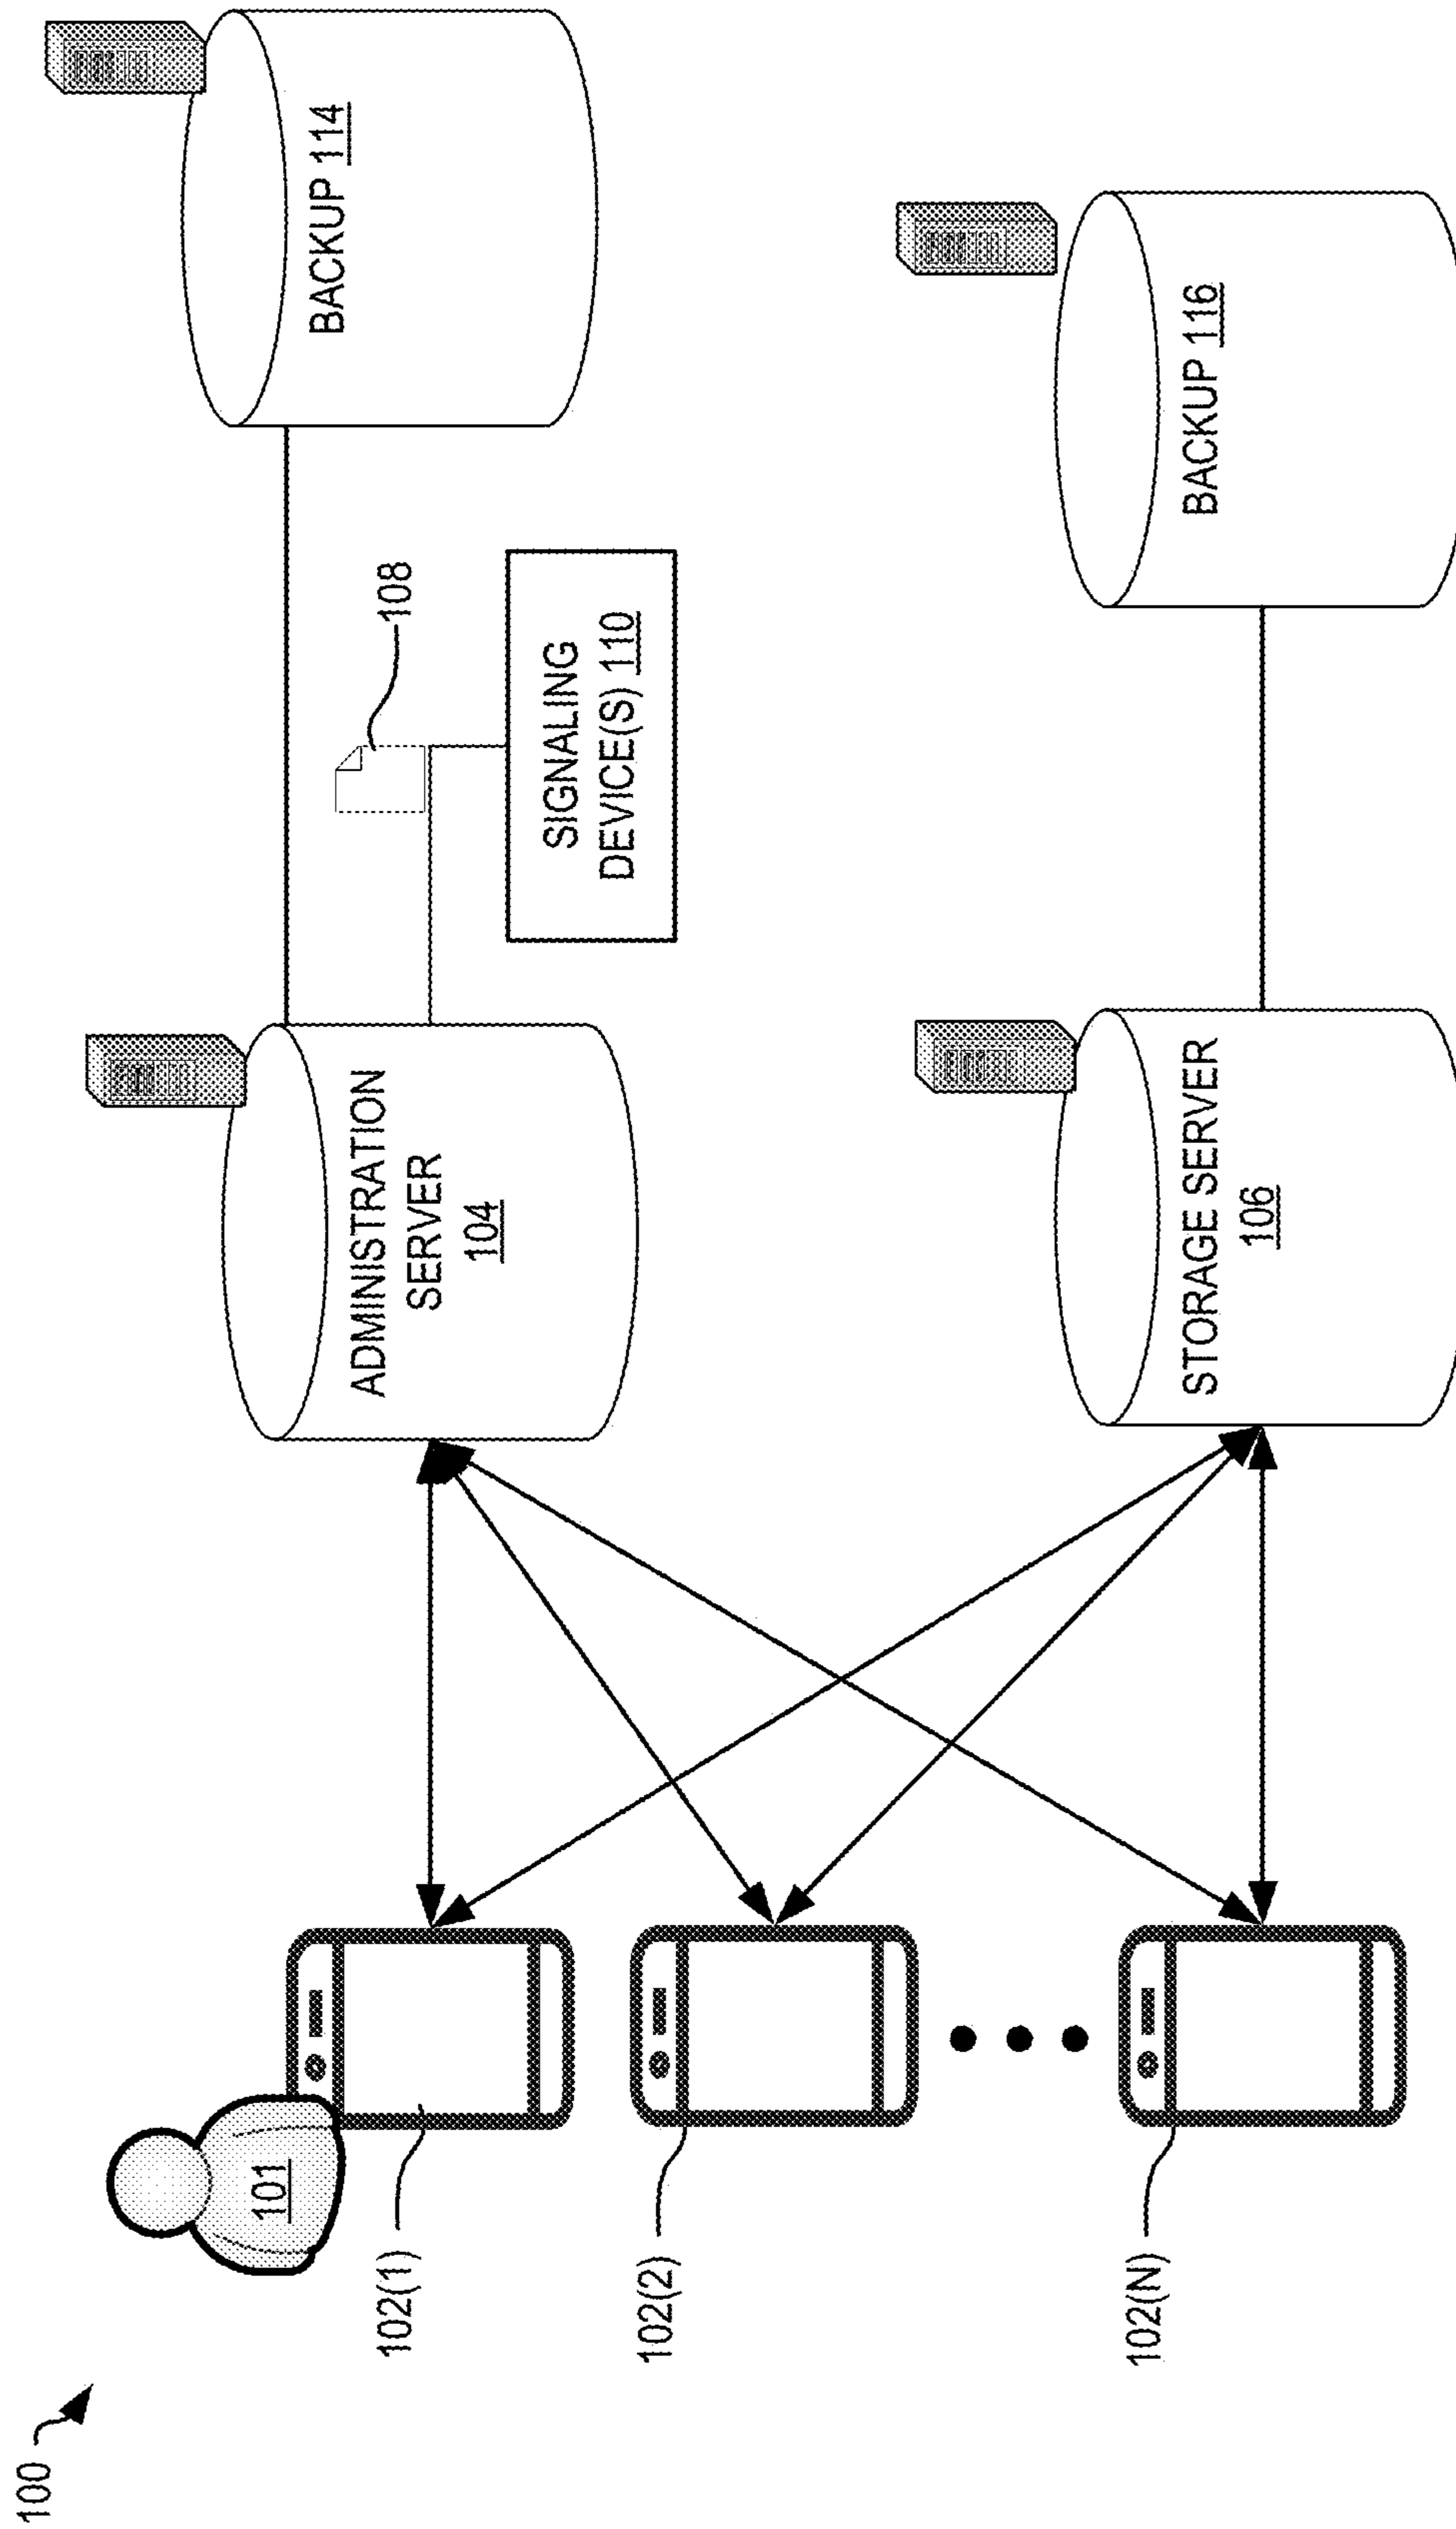 100
101
102(1)
102(2)
102(N)
ADMINISTRATION
SERVER
104
STORAGE SERVER
106
108
SIGNALING
DEVICE(S) 110
BACKUP 114
BACKUP 116